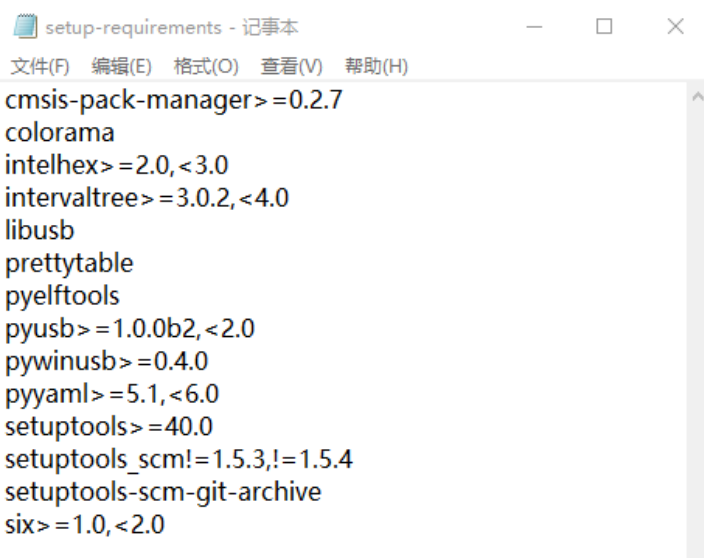 setup-requirements - 记事本
文件(F) 编辑(E) 格式(O) 查看(V) 帮助(H)
cmsis-pack-manager>=0.2.7
colorama
intelhex>=2.0,<3.0
intervaltree>=3.0.2,<4.0
libusb
prettytable
pyelftools
pyusb>=1.0.0b2,<2.0
pywinusb>=0.4.0
pyyaml>=5.1,<6.0
setuptools>=40.0
setuptools_scm!=1.5.3,!=1.5.4
setuptools-scm-git-archive
six>=1.0,<2.0